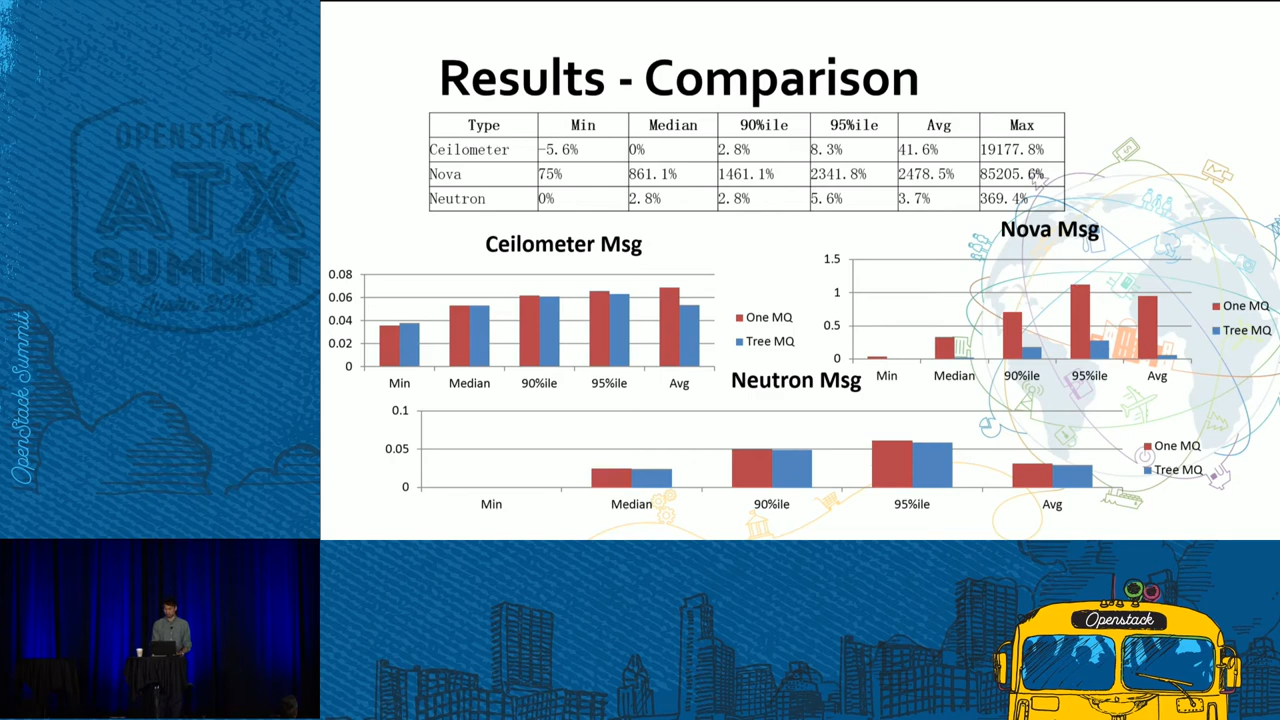 OPENSTACK
ATX
SUMMIT
OpenStack Summit
Results - Comparison
Type Min Median 90%ile 95%ile Avg Max
Ceilometer -5.6% 0% 2.8% 8.3% 41.6% 19177.8%
Nova 75% 861.1% 1461.1% 2341.8% 2478.5% 85205.6%
Neutron 0% 2.8% 2.8% 5.6% 3.7% 369.4%
Ceilometer Msg
0.08
0.06
0.04
0.02
0
Min Median 90%ile 95%ile Avg
One MQ
Tree MQ
Nova Msg
1.5
1
0.5
0
Min Median 90%ile 95%ile Avg
One MQ
Tree MQ
Neutron Msg
0.1
0.05
0
Min Median 90%ile 95%ile Avg
One MQ
Tree MQ
Openstack